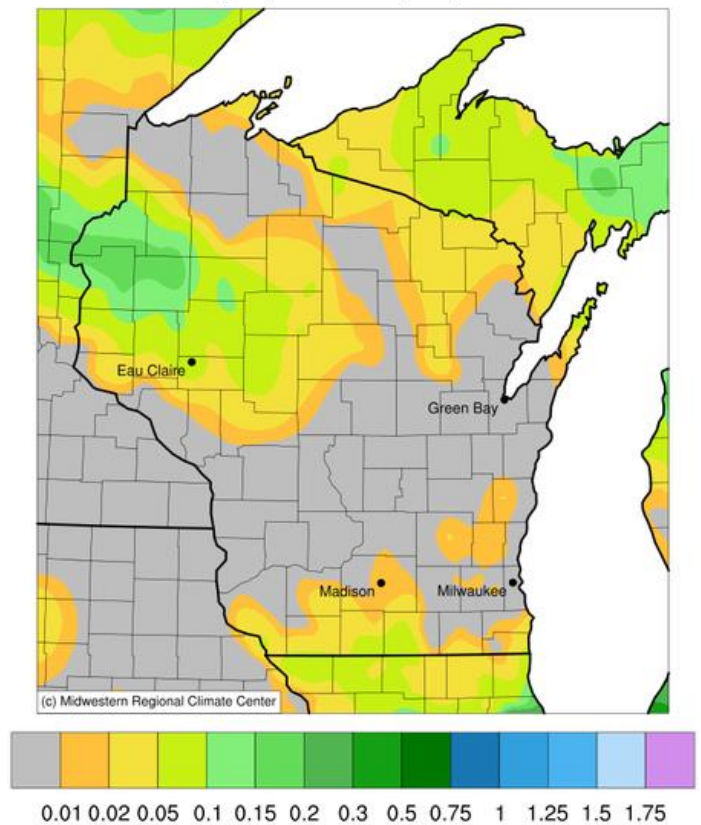 Eau Claire
Green Bay
Madison
Milwaukee
(c) Midwestern Regional Climate Center
0.01 0.02 0.05 0.1 0.15 0.2 0.3 0.5 0.75 1 1.25 1.5 1.75